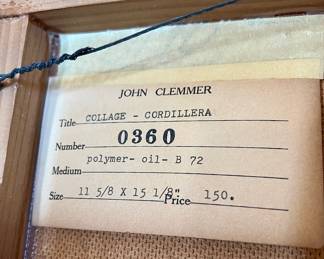 JOHN CLEMMER
Title COLLAGE - CORDILLERA
Number 0360
Medium polymer- oil- B 72
Size 11 5/8 X 15 1/8" Price 150.